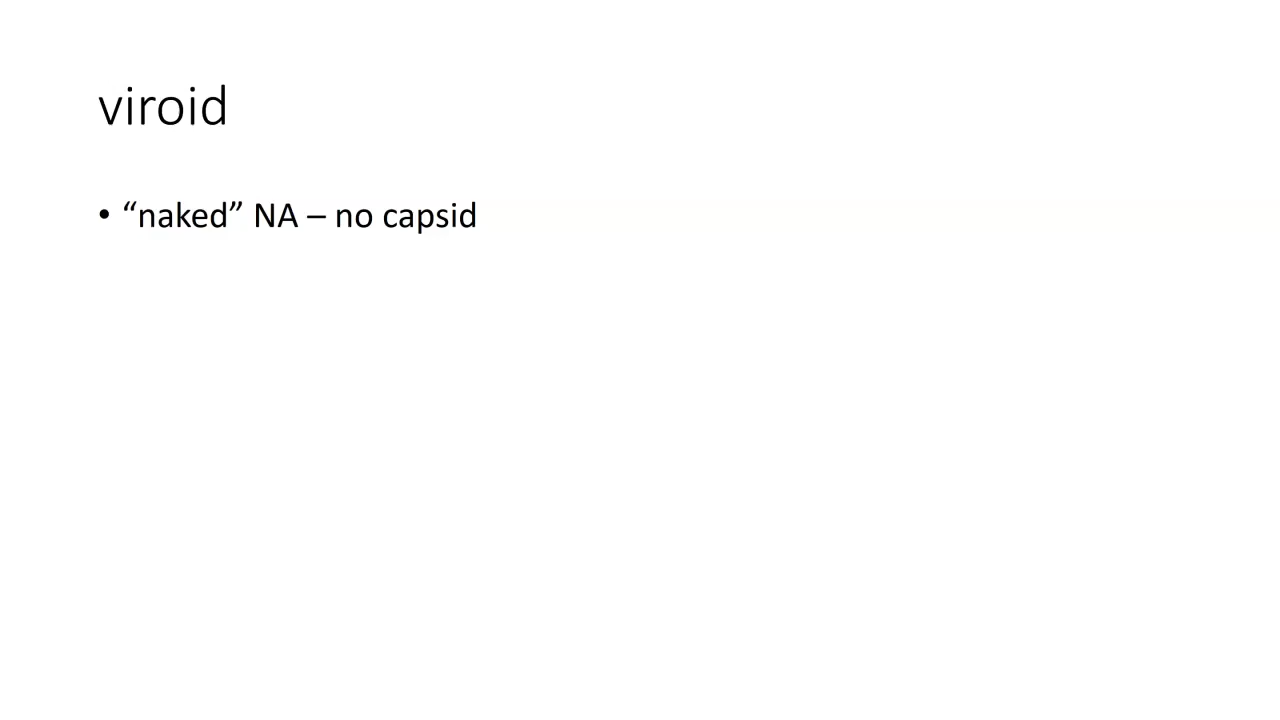 viroid
• “naked” NA – no capsid